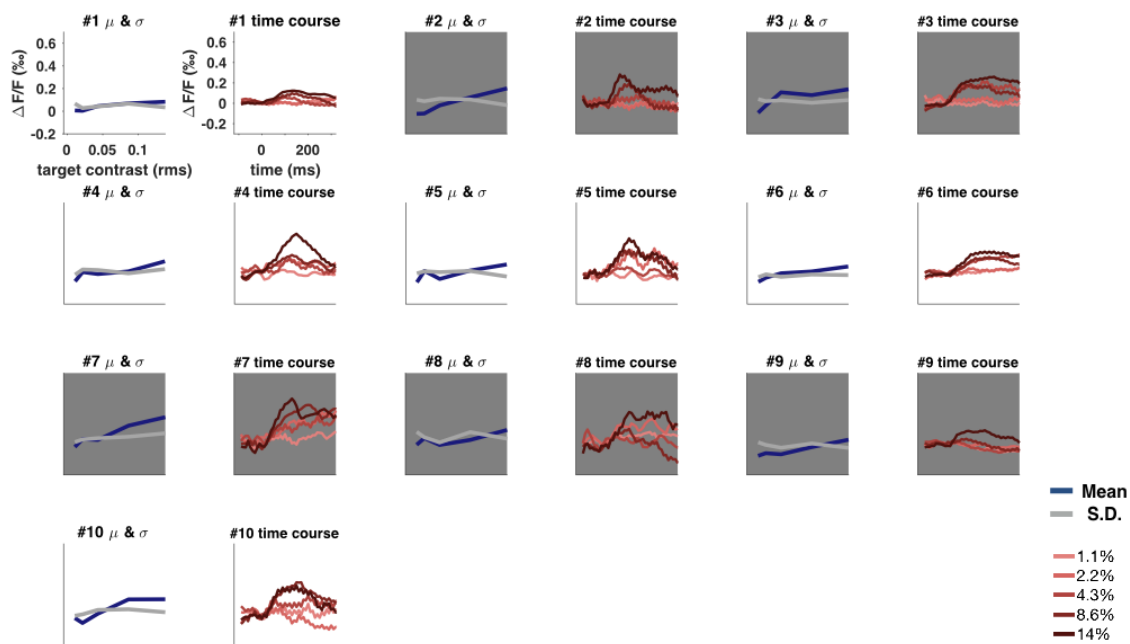 #1 μ & σ
#1 time course
#2 μ & σ
#2 time course
#3 μ & σ
#3 time course
Δ F/F (‰)
0.6
0.4
0.2
0
-0.2
Δ F/F (‰)
0.6
0.4
0.2
0
-0.2
0 0.05 0.1
target contrast (rms)
0 200
time (ms)
#4 μ & σ
#4 time course
#5 μ & σ
#5 time course
#6 μ & σ
#6 time course
#7 μ & σ
#7 time course
#8 μ & σ
#8 time course
#9 μ & σ
#9 time course
#10 μ & σ
#10 time course
Mean
S.D.
1.1%
2.2%
4.3%
8.6%
14%